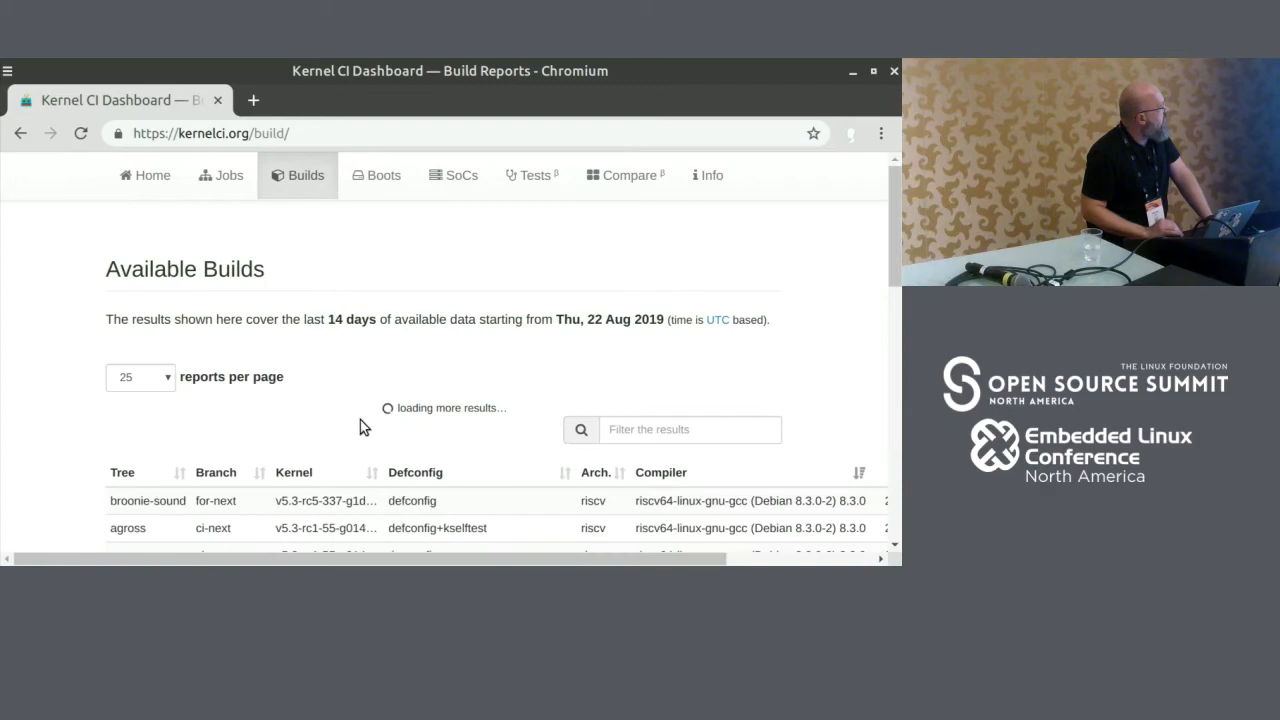 Kernel CI Dashboard — Build Reports - Chromium
Kernel CI Dashboard — B
https://kernelci.org/build/
Home Jobs Builds Boots SoCs Tests β Compare β Info
Available Builds
The results shown here cover the last 14 days of available data starting from Thu, 22 Aug 2019 (time is UTC based).
25 reports per page
loading more results…
Filter the results
Tree Branch Kernel Defconfig Arch. Compiler
broonie-sound for-next v5.3-rc5-337-g1d… defconfig riscv riscv64-linux-gnu-gcc (Debian 8.3.0-2) 8.3.0
agross ci-next v5.3-rc1-55-g014… defconfig+kselftest riscv riscv64-linux-gnu-gcc (Debian 8.3.0-2) 8.3.0
THE LINUX FOUNDATION
OPEN SOURCE SUMMIT
NORTH AMERICA
Embedded Linux
Conference
North America